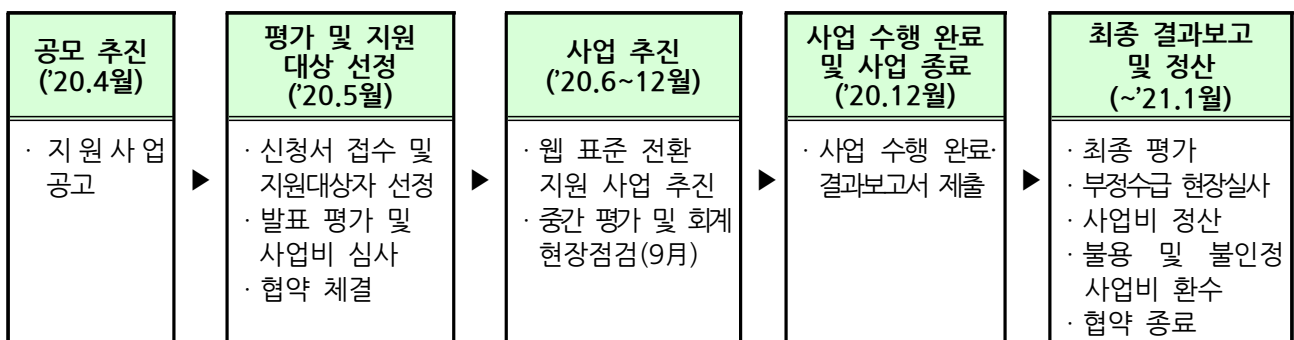 공모 추진
('20.4월)
· 지원사업
공고
▶
평가 및 지원
대상 선정
('20.5월)
· 신청서 접수 및
지원대상자 선정
· 발표 평가 및
사업비 심사
· 협약 체결
▶
사업 추진
('20.6~12월)
· 웹 표준 전환
지원 사업 추진
· 중간 평가 및 회계
현장점검(9月)
▶
사업 수행 완료
및 사업 종료
('20.12월)
· 사업 수행 완료·
결과보고서 제출
▶
최종 결과보고
및 정산
(~'21.1월)
· 최종 평가
· 부정수급 현장실사
· 사업비 정산
· 불용 및 불인정
사업비 환수
· 협약 종료